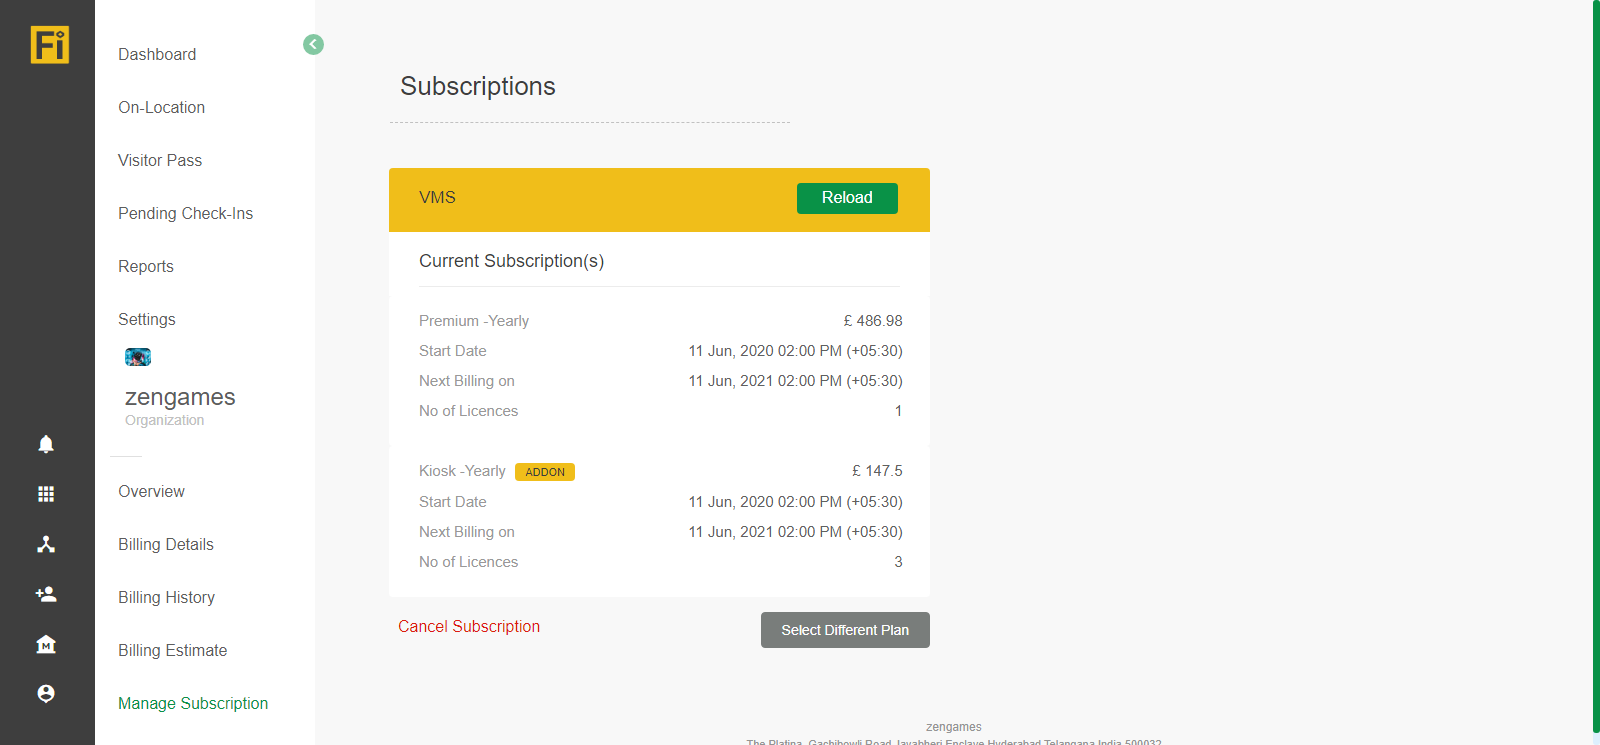 Fi
Dashboard
On-Location
Visitor Pass
Pending Check-Ins
Reports
Settings
zengames
Organization
Overview
Billing Details
Billing History
Billing Estimate
Manage Subscription
Subscriptions
VMS
Reload
Current Subscription(s)
Premium -Yearly £ 486.98
Start Date 11 Jun, 2020 02:00 PM (+05:30)
Next Billing on 11 Jun, 2021 02:00 PM (+05:30)
No of Licences 1
Kiosk -Yearly ADDON £ 147.5
Start Date 11 Jun, 2020 02:00 PM (+05:30)
Next Billing on 11 Jun, 2021 02:00 PM (+05:30)
No of Licences 3
Cancel Subscription
Select Different Plan
zengames
The Platina, Gachibowli Road, Jayabheri Enclave Hyderabad Telangana India 500032